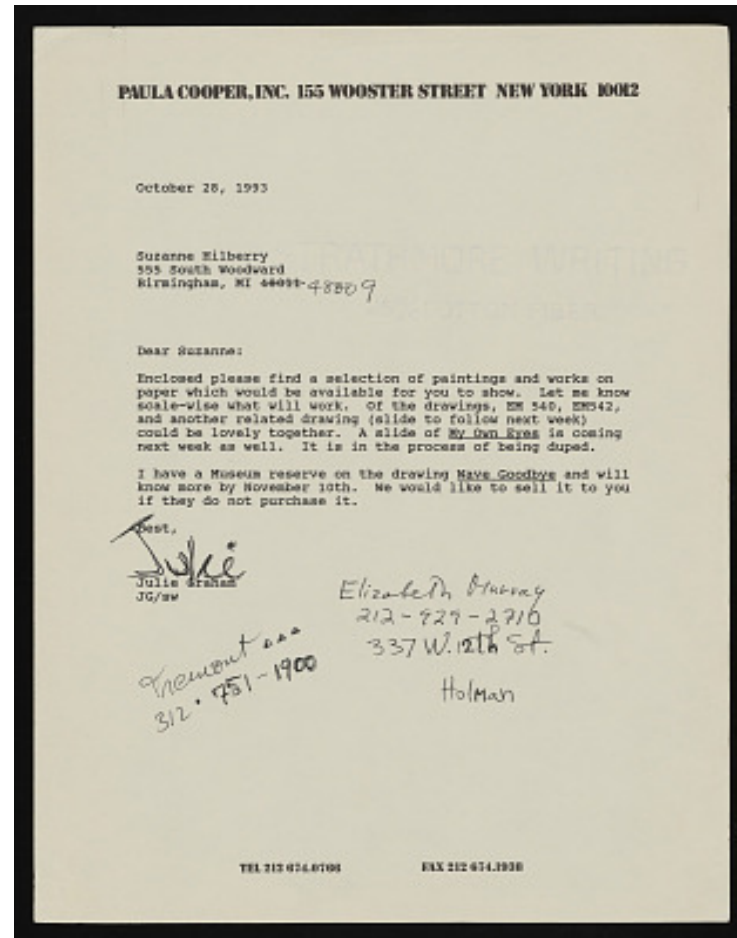 PAULA COOPER, INC. 155 WOOSTER STREET NEW YORK 10012
October 28, 1993
Suzanne Hilberry
555 South Woodward
Birmingham, MI 48009
Dear Suzanne:
Enclosed please find a selection of paintings and works on
paper which would be available for you to show. Let me know
scale-wise what will work. Of the drawings, EM 540, EM542,
and another related drawing (slide to follow next week)
could be lovely together. A slide of My Own Eyes is coming
next week as well. It is in the process of being duped.
I have a Museum reserve on the drawing Wave Goodbye and will
know more by November 10th. We would like to sell it to you
if they do not purchase it.
Best,
Julie
Julie Graham
JG/mw
Elizabeth Murray
212-929-2710
337 W. 12th St.
Holman
Tremont
312·751-1900
TEL 212 674.0766
FAX 212 674.1938